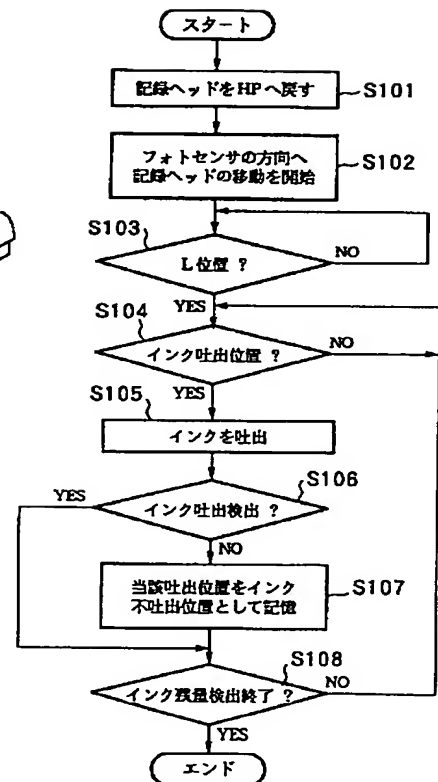 スタート
記録ヘッドをHPへ戻す
S101
フォトセンサの方向へ
記録ヘッドの移動を開始
S102
S103
L位置 ?
NO
YES
S104
インク吐出位置 ?
NO
YES
S105
インクを吐出
S106
YES
インク吐出検出 ?
NO
当該吐出位置をインク
不吐出位置として記憶
S107
S108
インク残量検出終了 ?
NO
YES
エンド